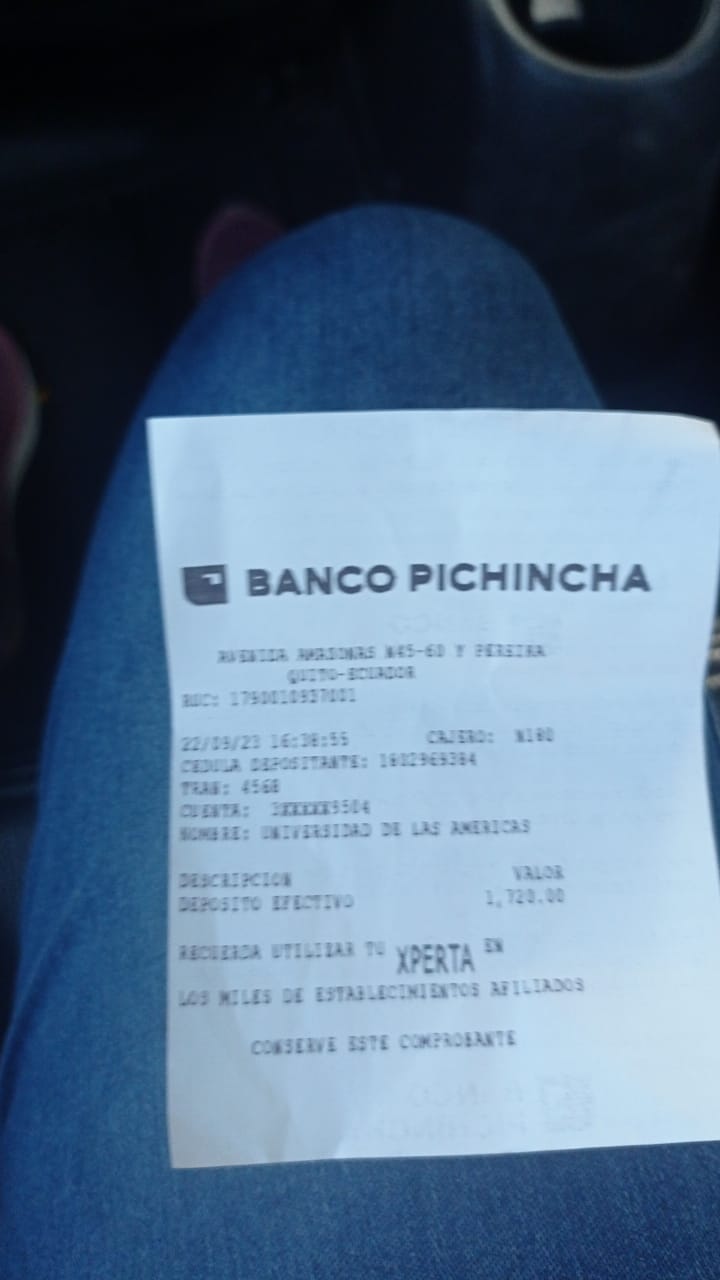 BANCO PICHINCHA
AVENIDA AMAZONAS N45-60 Y PEREIRA
QUITO-ECUADOR
RUC: 1790010937001
22/09/23 16:38:55 CAJERO: N180
CEDULA DEPOSITANTE: 1802969384
TRAN: 4568
CUENTA: 3XXXXX9504
NOMBRE: UNIVERSIDAD DE LAS AMERICAS
DESCRIPCION VALOR
DEPOSITO EFECTIVO 1,720.00
RECUERDA UTILIZAR TU XPERTA EN
LOS MILES DE ESTABLECIMIENTOS AFILIADOS
CONSERVE ESTE COMPROBANTE